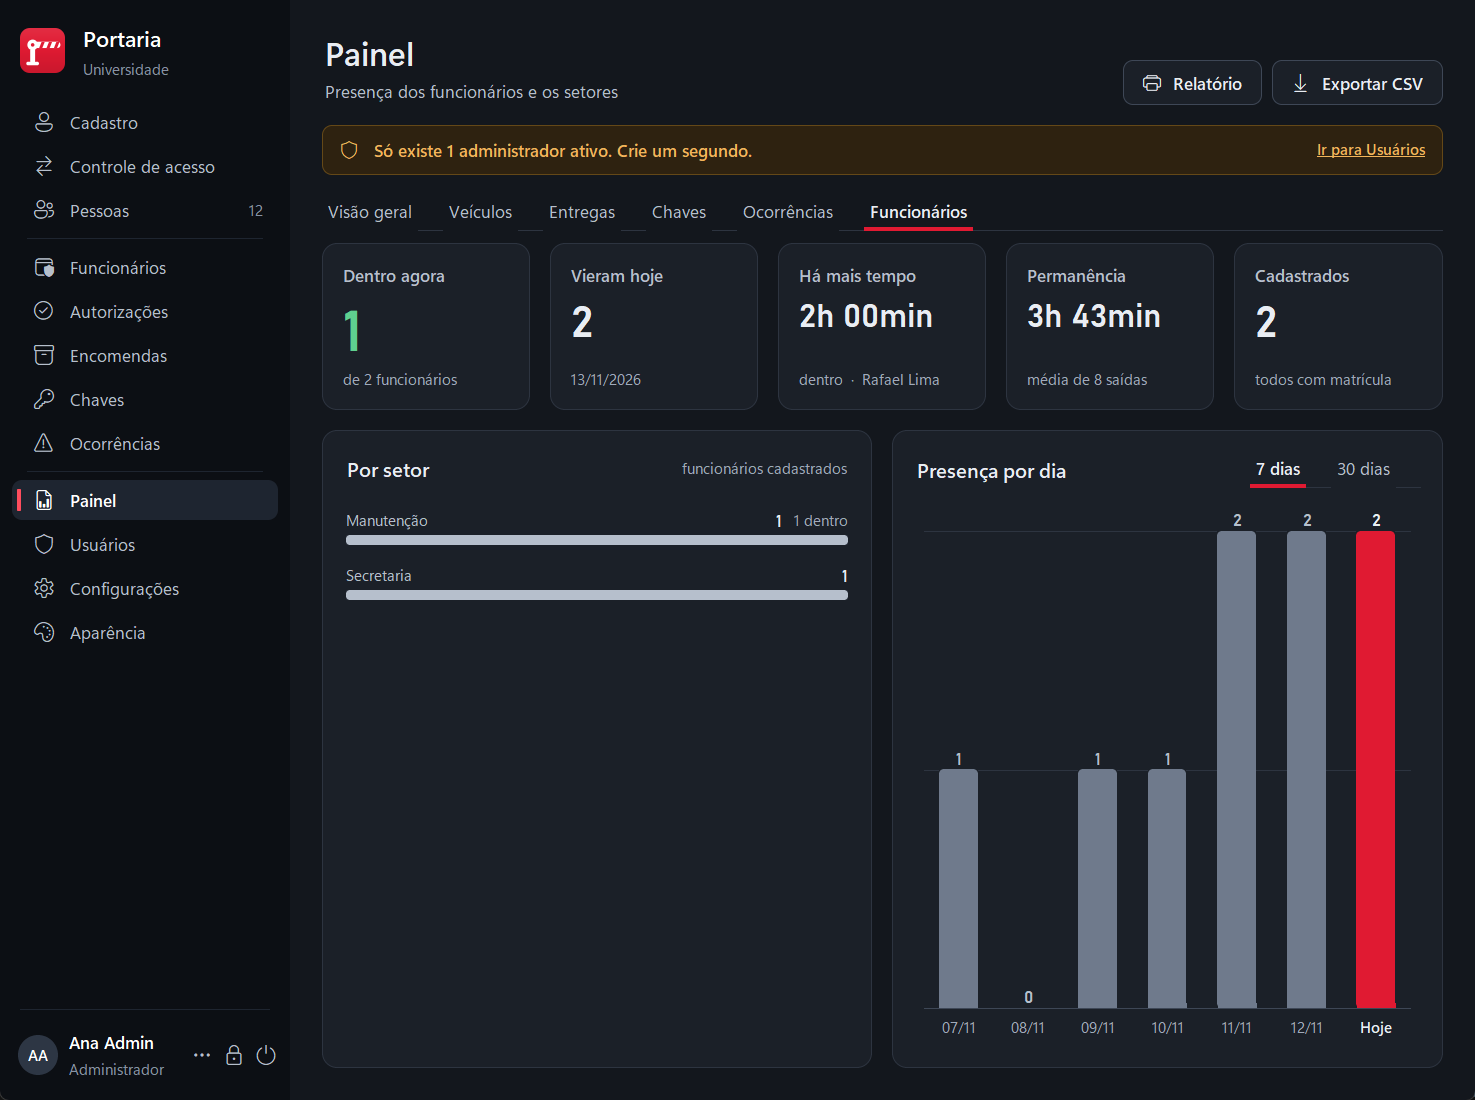 Portaria
Universidade
Cadastro
Controle de acesso
Pessoas 12
Funcionários
Autorizações
Encomendas
Chaves
Ocorrências
Painel
Usuários
Configurações
Aparência
AA
Ana Admin
Administrador
Painel
Presença dos funcionários e os setores
Relatório
Exportar CSV
Só existe 1 administrador ativo. Crie um segundo.
Ir para Usuários
Visão geral Veículos Entregas Chaves Ocorrências Funcionários
Dentro agora
1
de 2 funcionários
Vieram hoje
2
13/11/2026
Há mais tempo
2h 00min
dentro · Rafael Lima
Permanência
3h 43min
média de 8 saídas
Cadastrados
2
todos com matrícula
Por setor
funcionários cadastrados
Manutenção 1 1 dentro
Secretaria 1
Presença por dia
7 dias 30 dias
1 0 1 1 2 2 2
07/11 08/11 09/11 10/11 11/11 12/11 Hoje